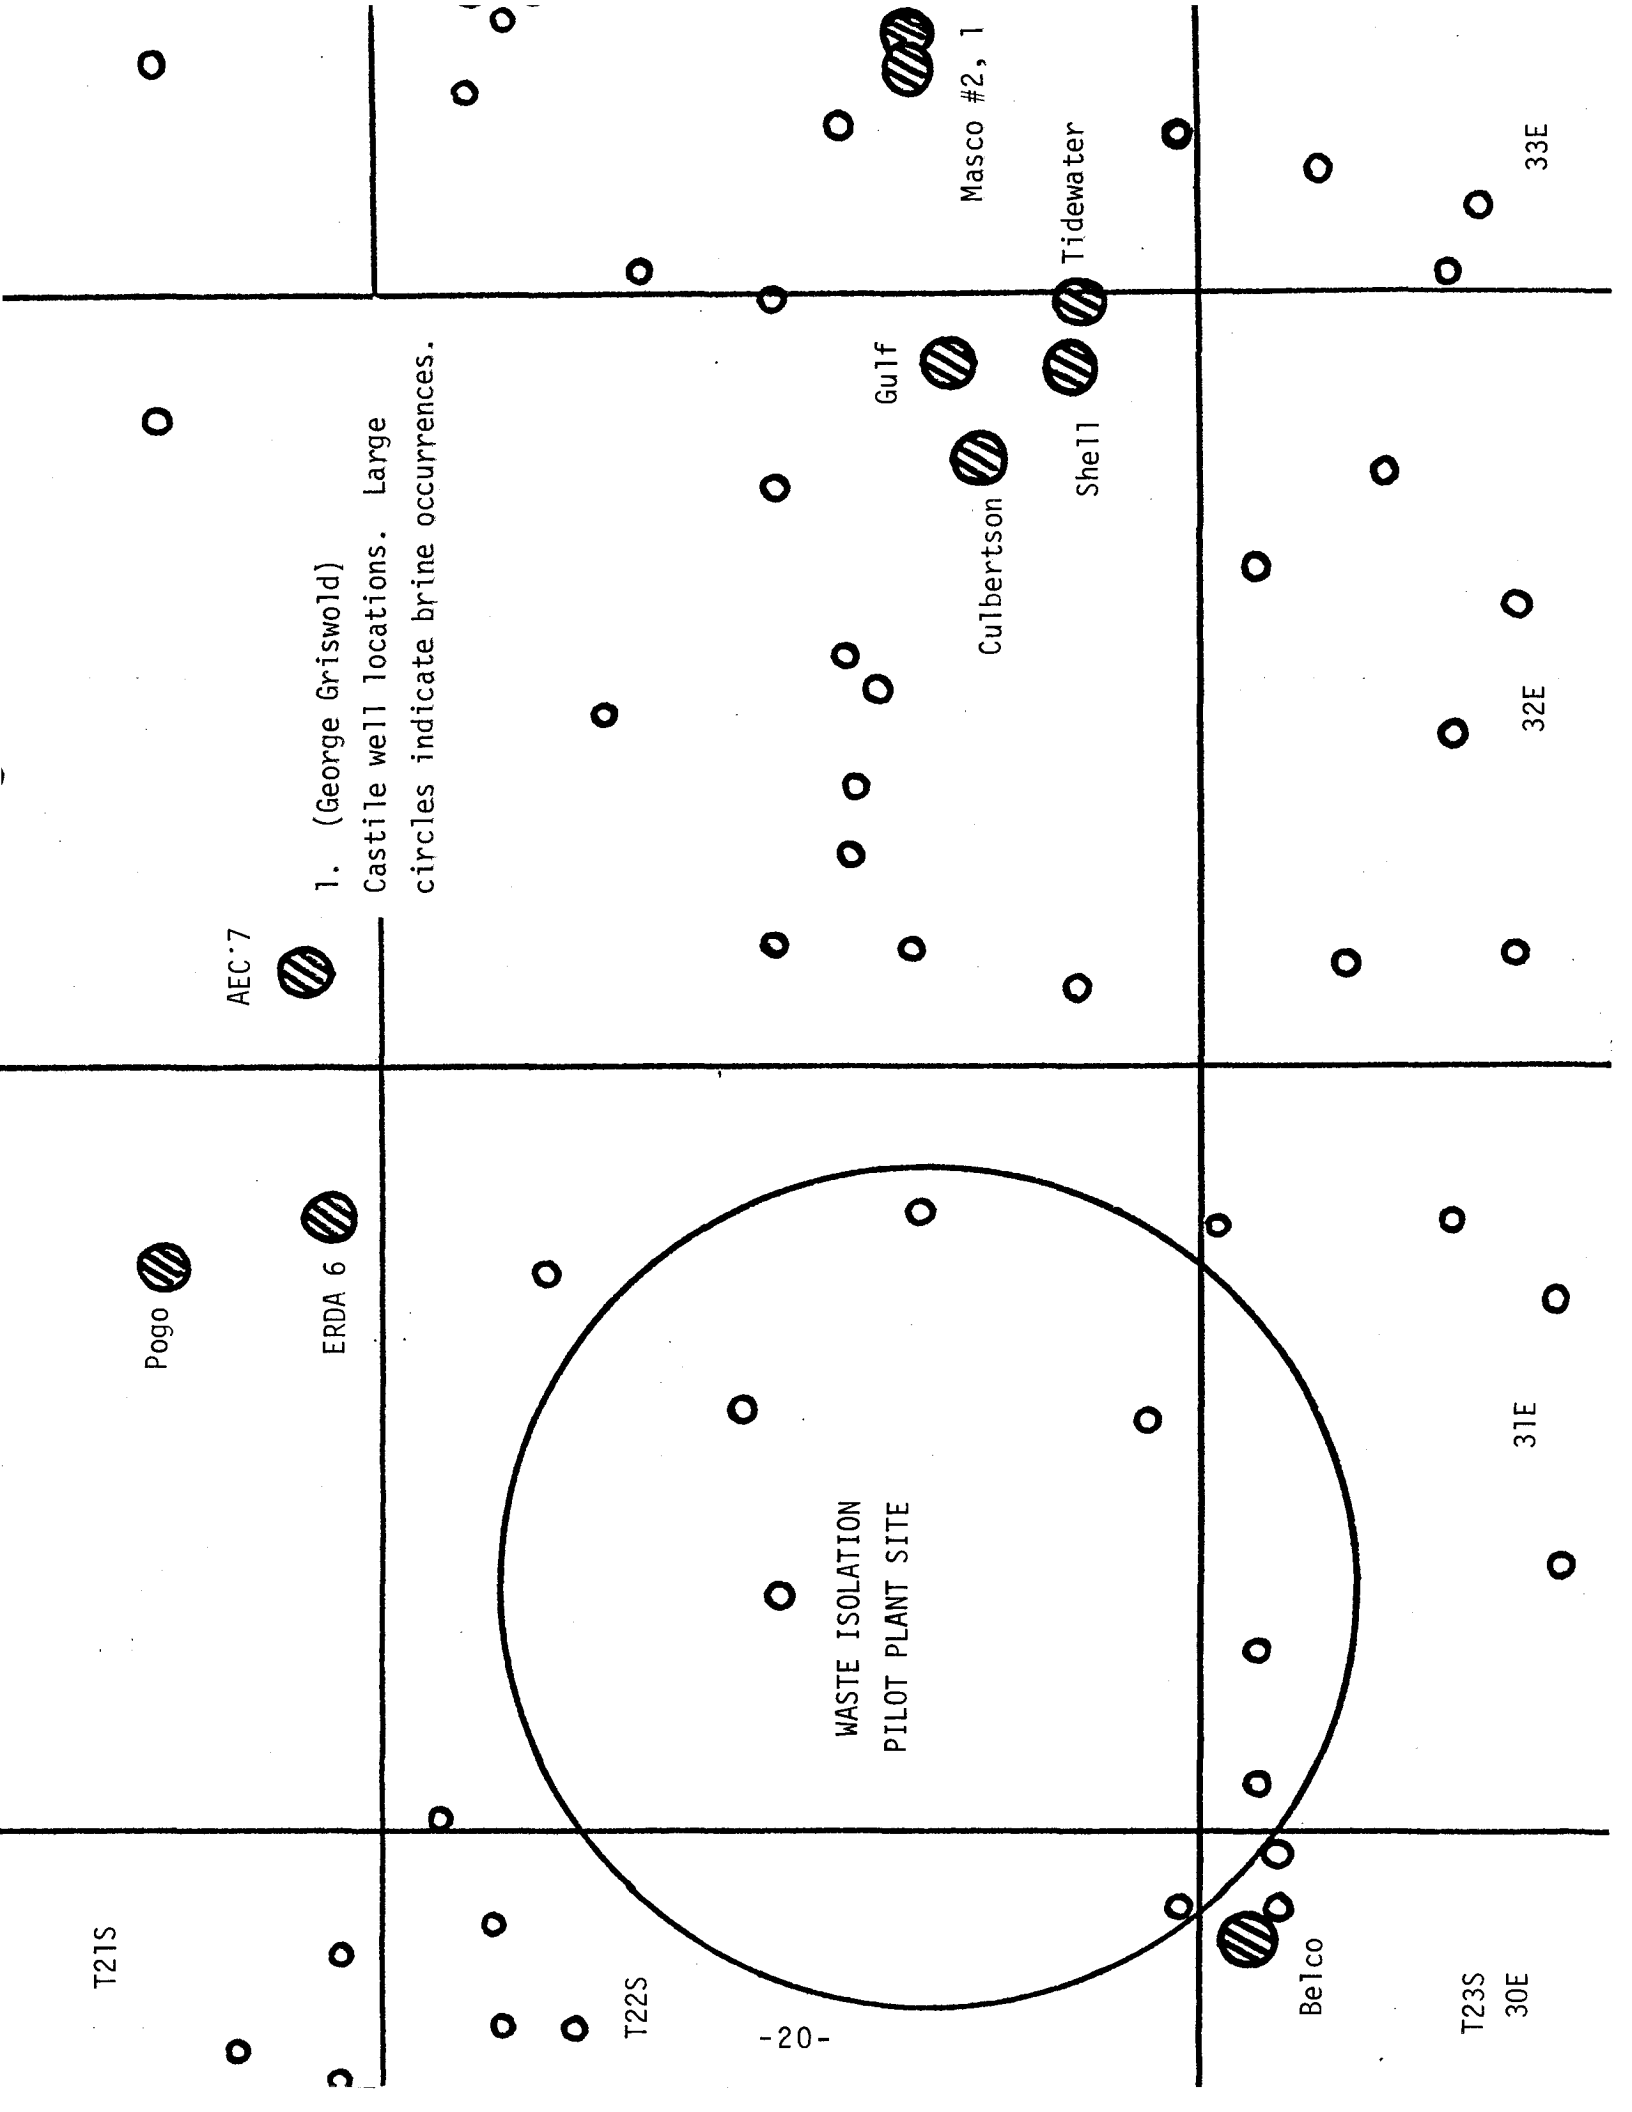 T21S
Pogo
AEC 7
ERDA 6
1. (George Griswold)
Castile well locations. Large
circles indicate brine occurrences.
T22S
WASTE ISOLATION
PILOT PLANT SITE
Gulf
Masco #2, 1
Culbertson
Shell
Tidewater
Belco
T23S
30E
31E
32E
33E
-20-